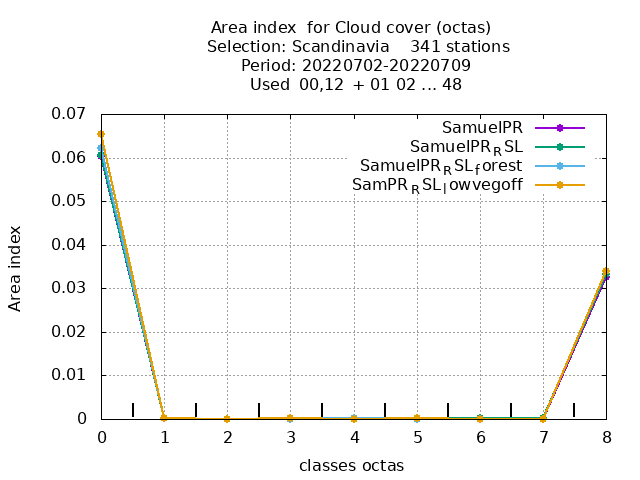 Area index for Cloud cover (octas)
Selection: Scandinavia 341 stations
Period: 20220702-20220709
Used 00,12 + 01 02 ... 48
SamuelPR
SamuelPR_RSL
SamuelPR_RSL_forest
SamPR_RSL_lowvegoff
0.07
0.06
0.05
0.04
0.03
0.02
0.01
0
Area index
0 1 2 3 4 5 6 7 8
classes octas